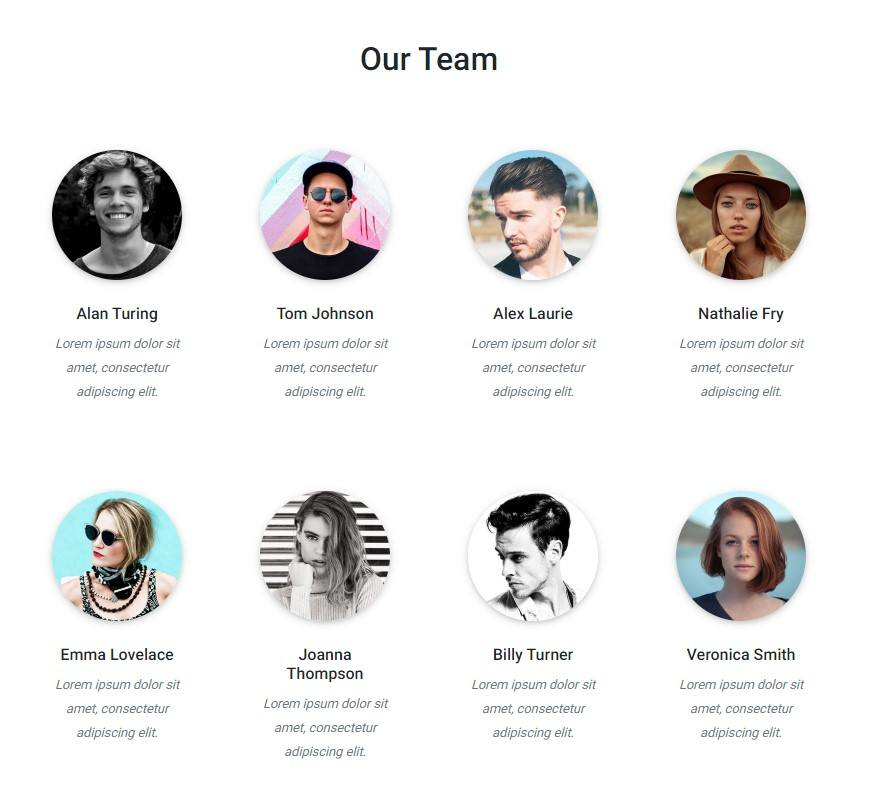 Our Team
Alan Turing
Lorem ipsum dolor sit
amet, consectetur
adipiscing elit.
Tom Johnson
Lorem ipsum dolor sit
amet, consectetur
adipiscing elit.
Alex Laurie
Lorem ipsum dolor sit
amet, consectetur
adipiscing elit.
Nathalie Fry
Lorem ipsum dolor sit
amet, consectetur
adipiscing elit.
Emma Lovelace
Lorem ipsum dolor sit
amet, consectetur
adipiscing elit.
Joanna
Thompson
Lorem ipsum dolor sit
amet, consectetur
adipiscing elit.
Billy Turner
Lorem ipsum dolor sit
amet, consectetur
adipiscing elit.
Veronica Smith
Lorem ipsum dolor sit
amet, consectetur
adipiscing elit.